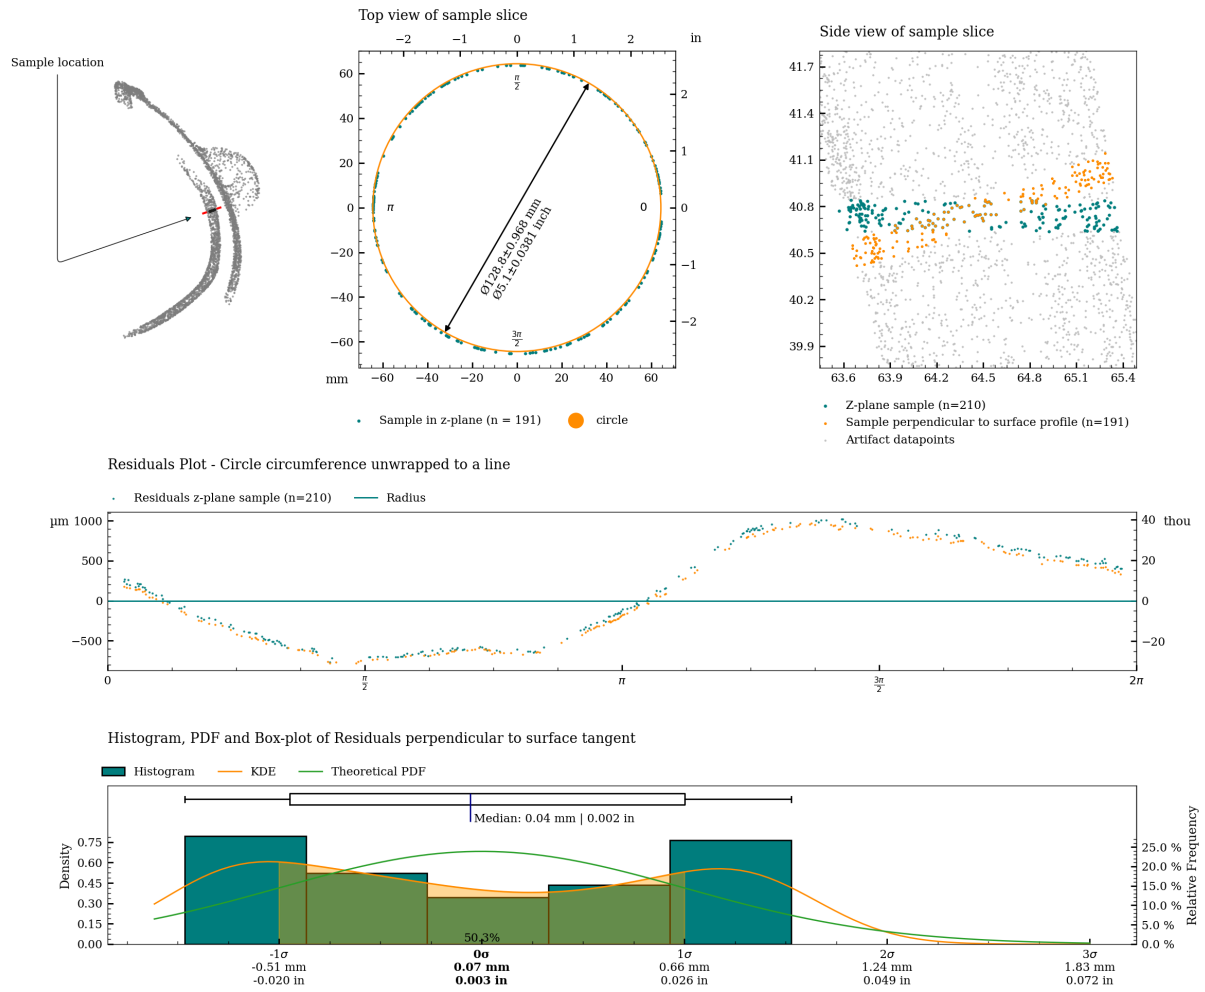 Top view of sample slice
−2 −1 0 1 2 in
Side view of sample slice
Sample location
60
40
20
0
−20
−40
−60
2
1
0
−1
−2
π/2
π
0
3π/2
Ø128.8±0.968 mm
Ø5.1±0.0381 inch
mm −60 −40 −20 0 20 40 60
Sample in z-plane (n = 191) circle
41.7
41.4
41.1
40.8
40.5
40.2
39.9
63.6 63.9 64.2 64.5 64.8 65.1 65.4
Z-plane sample (n=210)
Sample perpendicular to surface profile (n=191)
Artifact datapoints
Residuals Plot - Circle circumference unwrapped to a line
Residuals z-plane sample (n=210) Radius
µm 1000
500
0
−500
40 thou
20
0
−20
0 π/2 π 3π/2 2π
Histogram, PDF and Box-plot of Residuals perpendicular to surface tangent
Histogram KDE Theoretical PDF
Median: 0.04 mm | 0.002 in
Density
0.75
0.60
0.45
0.30
0.15
0.00
25.0 %
20.0 %
15.0 %
10.0 %
5.0 %
0.0 %
Relative Frequency
50.3%
-1σ 0σ 1σ 2σ 3σ
-0.51 mm 0.07 mm 0.66 mm 1.24 mm 1.83 mm
-0.020 in 0.003 in 0.026 in 0.049 in 0.072 in